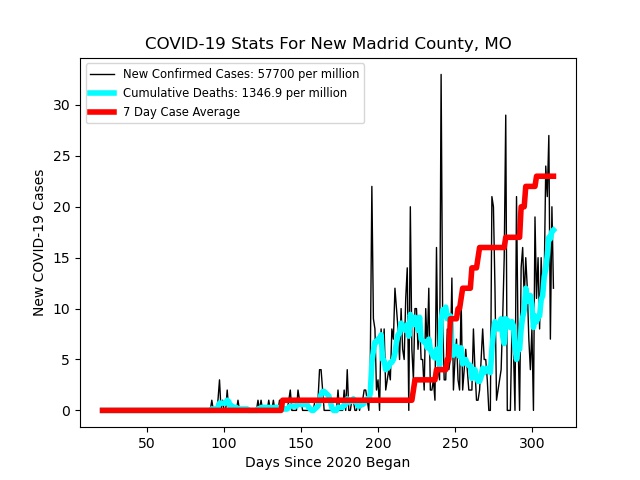 COVID-19 Stats For New Madrid County, MO
New Confirmed Cases: 57700 per million
Cumulative Deaths: 1346.9 per million
7 Day Case Average
New COVID-19 Cases
30
25
20
15
10
5
0
50 100 150 200 250 300
Days Since 2020 Began